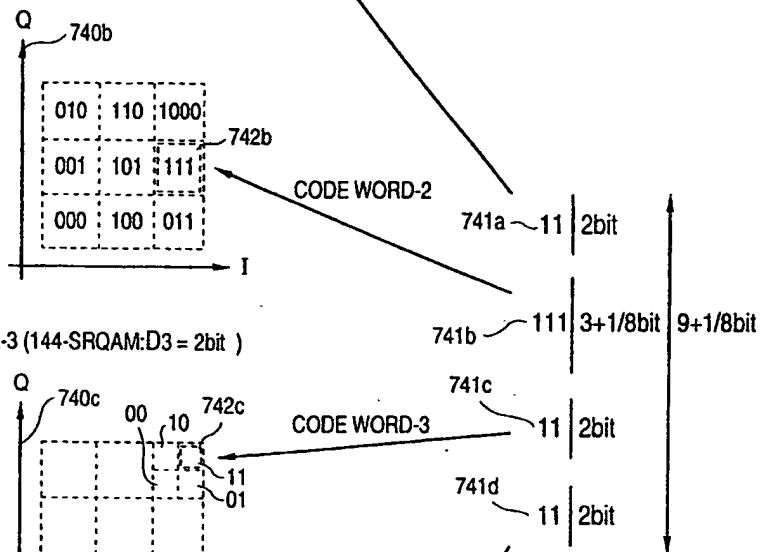 Q
740b
010 110 1000
742b
001 101 111
000 100 011
I
CODE WORD-2
741a 11 2bit
741b 111 3+1/8bit 9+1/8bit
-3 (144-SRQAM:D3 = 2bit )
Q
740c
00 10 742c
11
01
CODE WORD-3
741c
11 2bit
741d
11 2bit